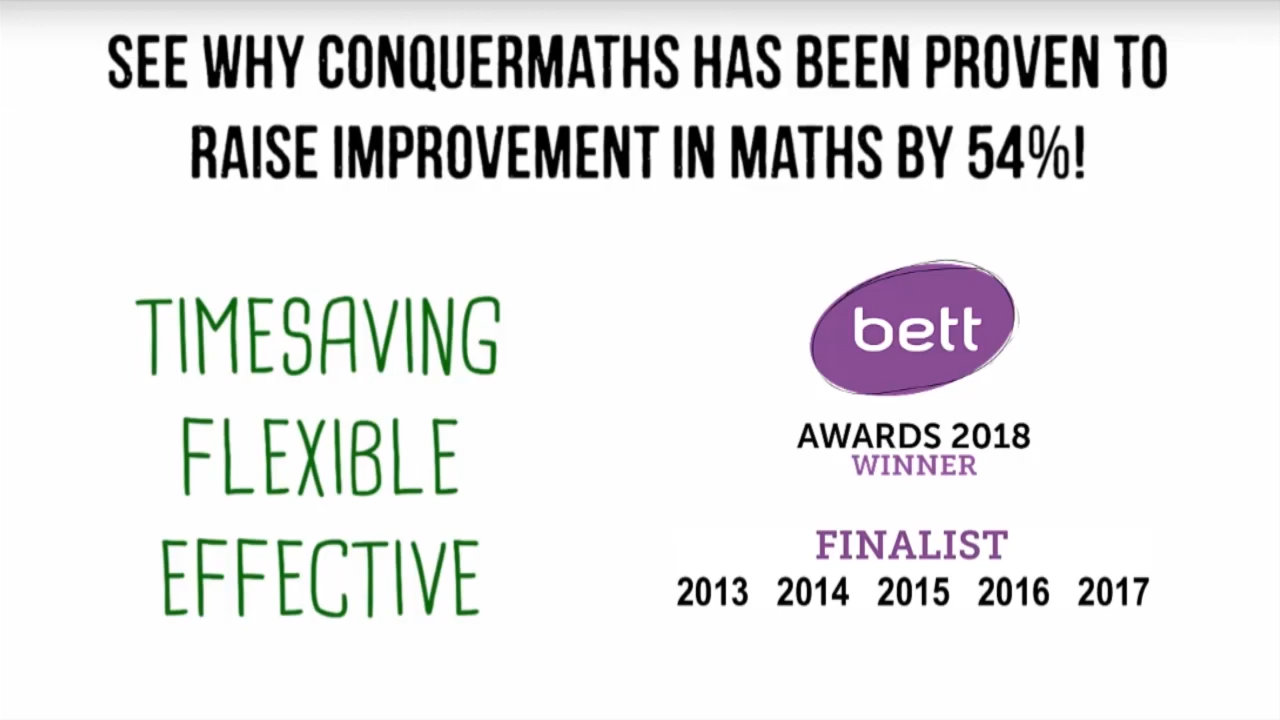 SEE WHY CONQUERMATHS HAS BEEN PROVEN TO
RAISE IMPROVEMENT IN MATHS BY 54%!
TIMESAVING
FLEXIBLE
EFFECTIVE
bett
AWARDS 2018
WINNER
FINALIST
2013 2014 2015 2016 2017